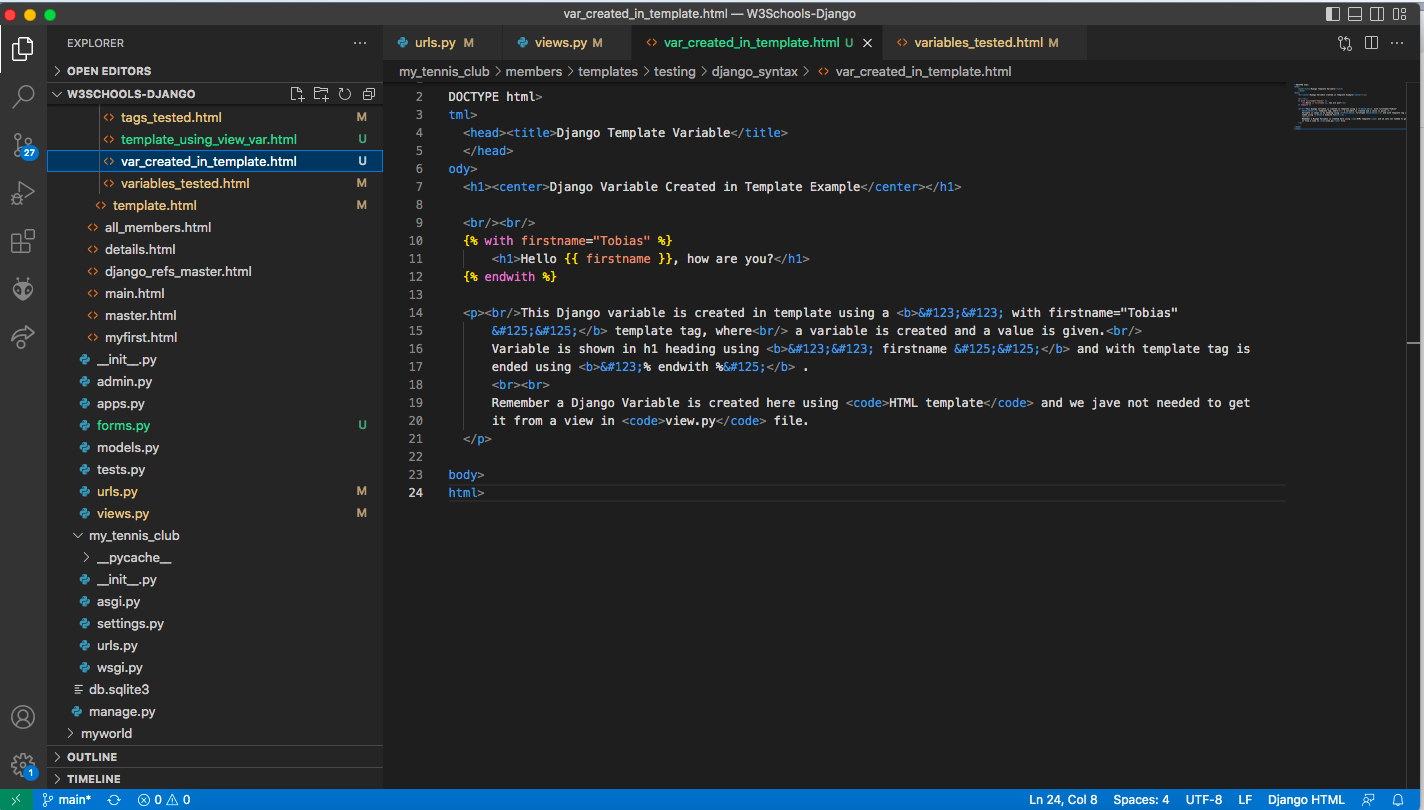 var_created_in_template.html — W3Schools-Django
EXPLORER
OPEN EDITORS
W3SCHOOLS-DJANGO
<> tags_tested.html M
<> template_using_view_var.html U
<> var_created_in_template.html U
<> variables_tested.html M
<> template.html M
<> all_members.html
<> details.html
<> django_refs_master.html
<> main.html
<> master.html
<> myfirst.html
__init__.py
admin.py
apps.py
forms.py U
models.py
tests.py
urls.py M
views.py M
my_tennis_club
__pycache__
__init__.py
asgi.py
settings.py
urls.py
wsgi.py
db.sqlite3
manage.py
myworld
OUTLINE
TIMELINE
27
1
urls.py M views.py M <> var_created_in_template.html U <> variables_tested.html M
my_tennis_club > members > templates > testing > django_syntax > <> var_created_in_template.html
2 DOCTYPE html>
3 tml>
4 <head><title>Django Template Variable</title>
5 </head>
6 ody>
7 <h1><center>Django Variable Created in Template Example</center></h1>
8
9 <br/><br/>
10 {% with firstname="Tobias" %}
11 <h1>Hello {{ firstname }}, how are you?</h1>
12 {% endwith %}
13
14 <p><br/>This Django variable is created in template using a <b>&#123;&#123; with firstname="Tobias"
15 &#125;&#125;</b> template tag, where<br/> a variable is created and a value is given.<br/>
16 Variable is shown in h1 heading using <b>&#123;&#123; firstname &#125;&#125;</b> and with template tag is
17 ended using <b>&#123;% endwith %&#125;</b> .
18 <br><br>
19 Remember a Django Variable is created here using <code>HTML template</code> and we jave not needed to get
20 it from a view in <code>view.py</code> file.
21 </p>
22
23 body>
24 html>
main* 0 0 Ln 24, Col 8 Spaces: 4 UTF-8 LF Django HTML